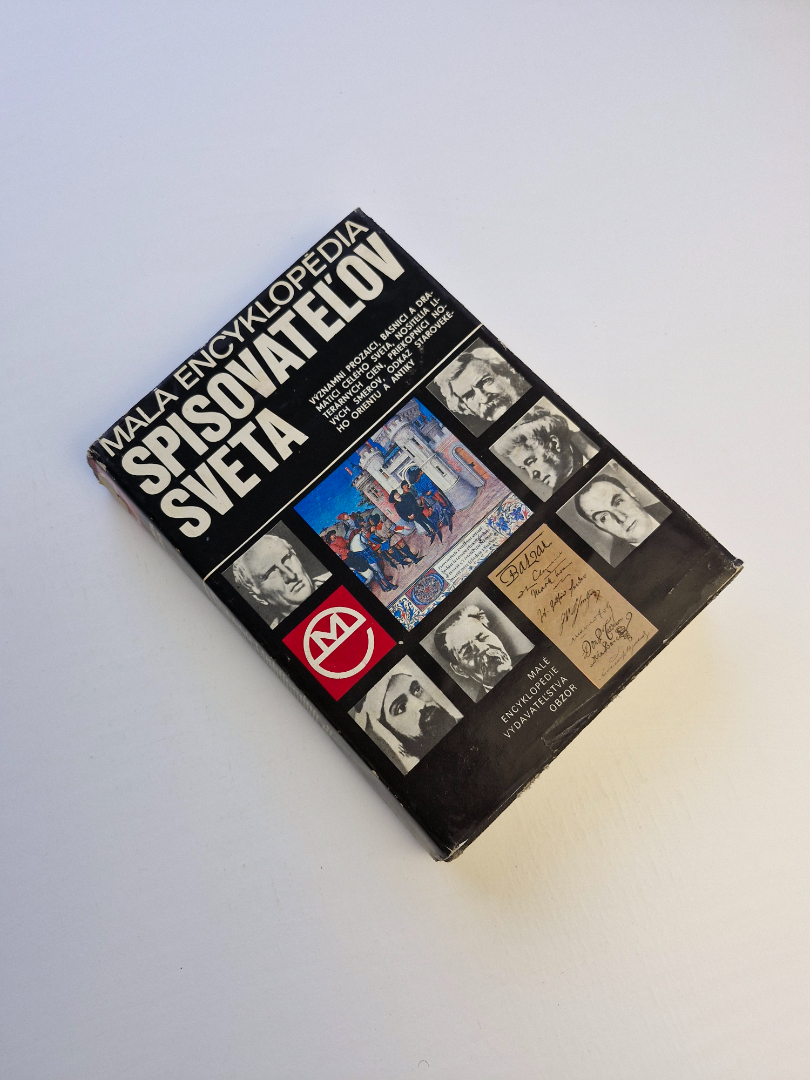 MALÁ ENCYKLOPÉDIA
SPISOVATEĽOV
SVETA
VÝZNAMNÍ PROZAICI, BÁSNICI A DRA-
MATICI CELÉHO SVETA, NOSITELIA LI-
TERÁRNYCH CIEN, PRIEKOPNÍCI NO-
VÝCH SMEROV, ODKAZ STAROVEKÉ-
HO ORIENTU A ANTIKY
M
Balzac
MALÉ
ENCYKLOPÉDIE
VYDAVATEĽSTVA
OBZOR